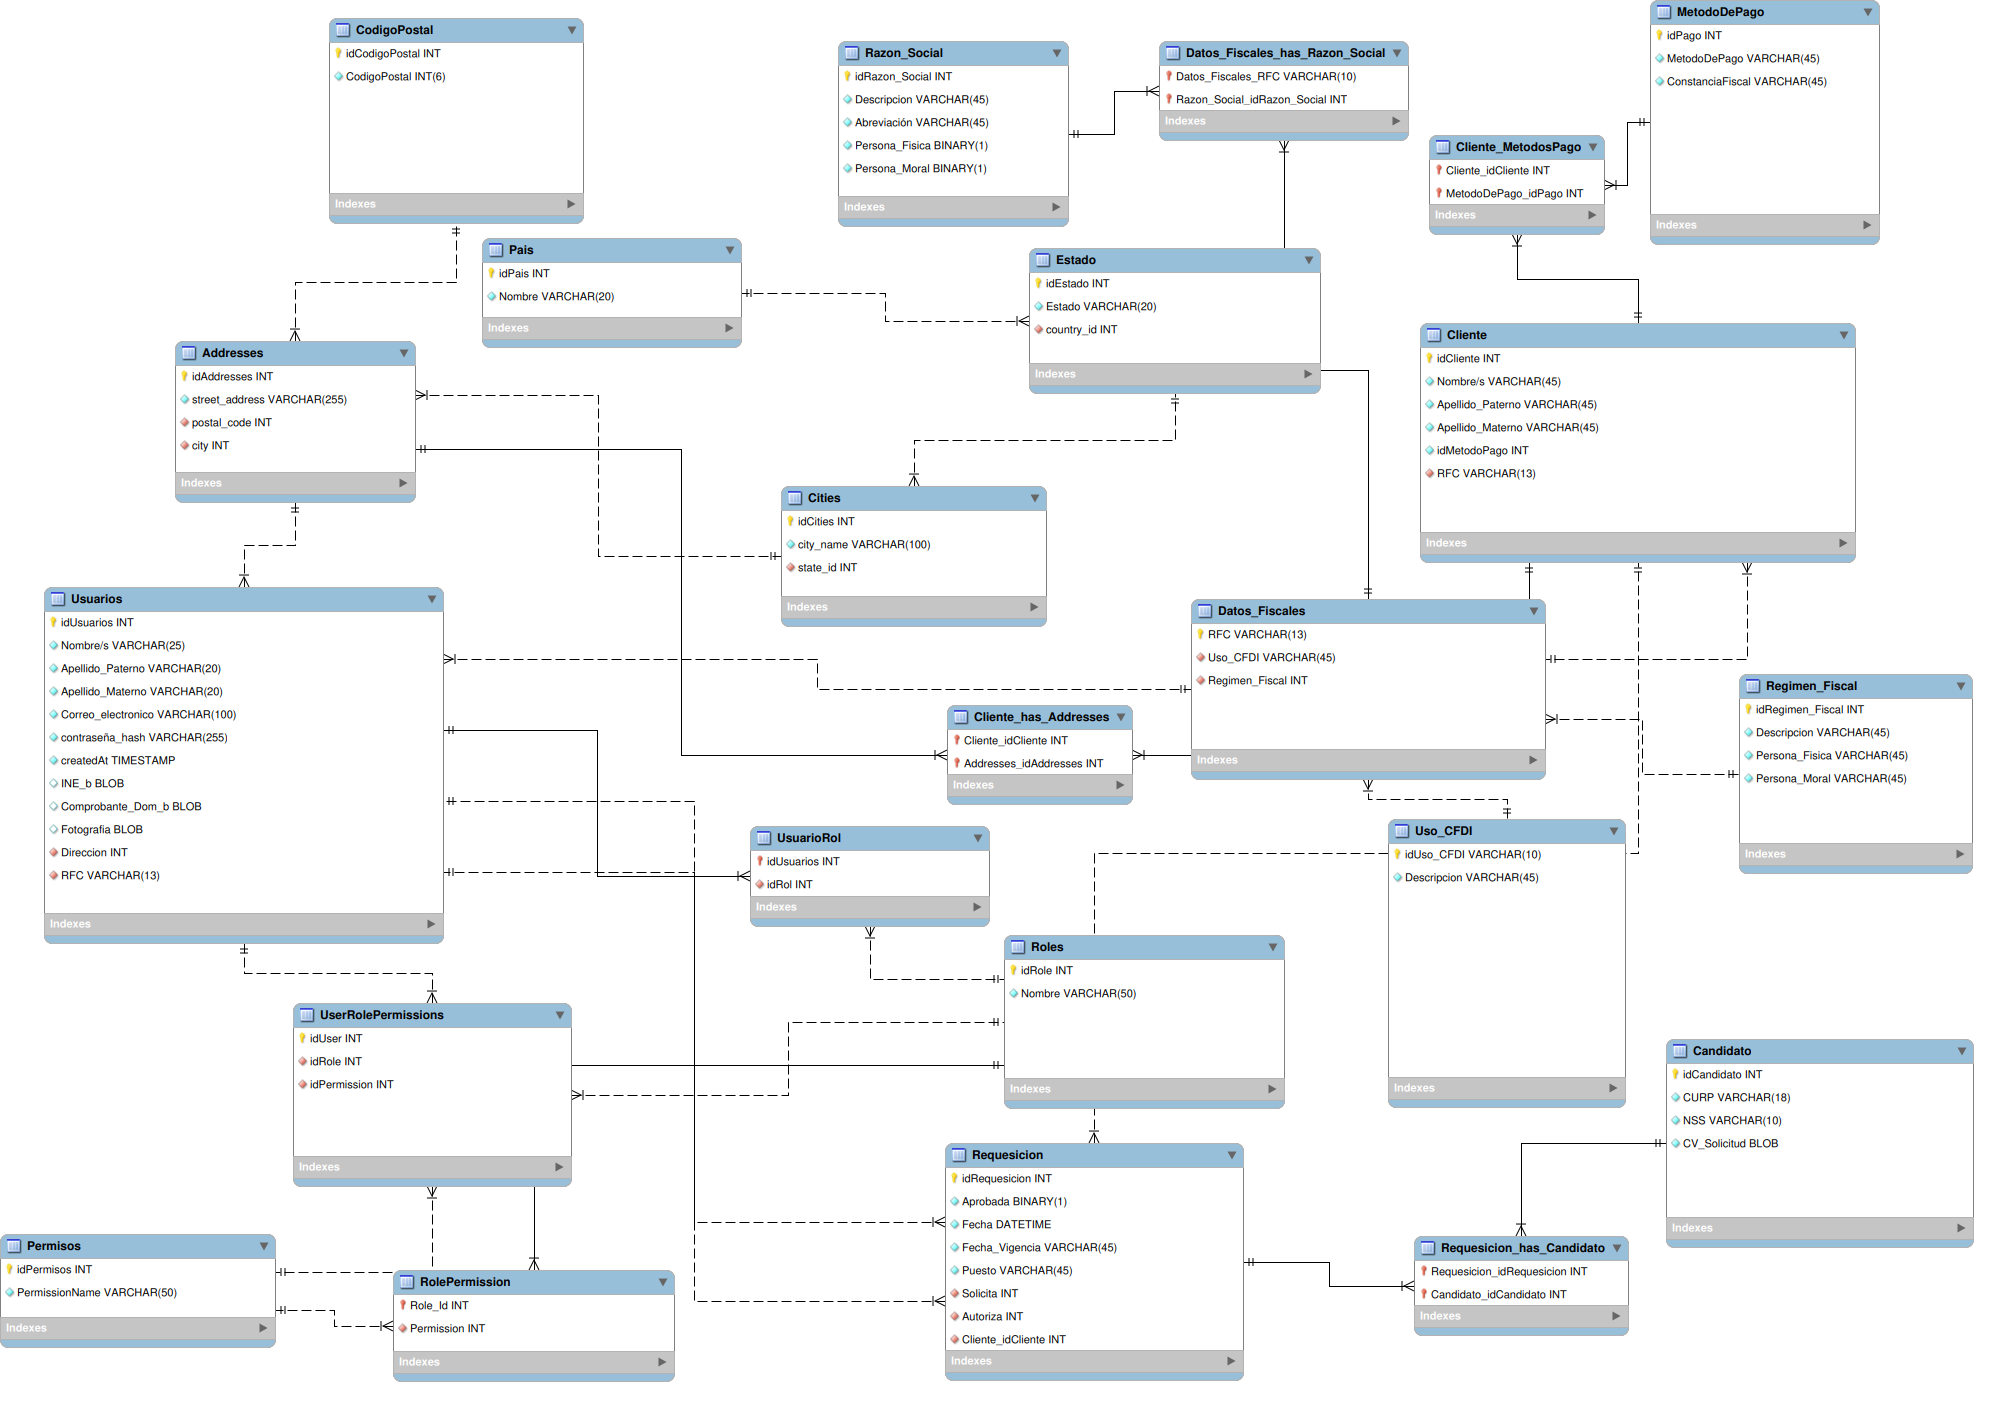 CodigoPostal
idCodigoPostal INT
CodigoPostal INT(6)
Indexes
Razon_Social
idRazon_Social INT
Descripcion VARCHAR(45)
Abreviación VARCHAR(45)
Persona_Fisica BINARY(1)
Persona_Moral BINARY(1)
Indexes
Datos_Fiscales_has_Razon_Social
Datos_Fiscales_RFC VARCHAR(10)
Razon_Social_idRazon_Social INT
Indexes
MetodoDePago
idPago INT
MetodoDePago VARCHAR(45)
ConstanciaFiscal VARCHAR(45)
Indexes
Cliente_MetodosPago
Cliente_idCliente INT
MetodoDePago_idPago INT
Indexes
Pais
idPais INT
Nombre VARCHAR(20)
Indexes
Estado
idEstado INT
Estado VARCHAR(20)
country_id INT
Indexes
Addresses
idAddresses INT
street_address VARCHAR(255)
postal_code INT
city INT
Indexes
Cliente
idCliente INT
Nombre/s VARCHAR(45)
Apellido_Paterno VARCHAR(45)
Apellido_Materno VARCHAR(45)
idMetodoPago INT
RFC VARCHAR(13)
Indexes
Cities
idCities INT
city_name VARCHAR(100)
state_id INT
Indexes
Usuarios
idUsuarios INT
Nombre/s VARCHAR(25)
Apellido_Paterno VARCHAR(20)
Apellido_Materno VARCHAR(20)
Correo_electronico VARCHAR(100)
contraseña_hash VARCHAR(255)
createdAt TIMESTAMP
INE_b BLOB
Comprobante_Dom_b BLOB
Fotografia BLOB
Direccion INT
RFC VARCHAR(13)
Indexes
Datos_Fiscales
RFC VARCHAR(13)
Uso_CFDI VARCHAR(45)
Regimen_Fiscal INT
Indexes
Cliente_has_Addresses
Cliente_idCliente INT
Addresses_idAddresses INT
Indexes
Regimen_Fiscal
idRegimen_Fiscal INT
Descripcion VARCHAR(45)
Persona_Fisica VARCHAR(45)
Persona_Moral VARCHAR(45)
Indexes
UsuarioRol
idUsuarios INT
idRol INT
Indexes
Uso_CFDI
idUso_CFDI VARCHAR(10)
Descripcion VARCHAR(45)
Indexes
Roles
idRole INT
Nombre VARCHAR(50)
Indexes
UserRolePermissions
idUser INT
idRole INT
idPermission INT
Indexes
Candidato
idCandidato INT
CURP VARCHAR(18)
NSS VARCHAR(10)
CV_Solicitud BLOB
Indexes
Requesicion
idRequesicion INT
Aprobada BINARY(1)
Fecha DATETIME
Fecha_Vigencia VARCHAR(45)
Puesto VARCHAR(45)
Solicita INT
Autoriza INT
Cliente_idCliente INT
Indexes
Permisos
idPermisos INT
PermissionName VARCHAR(50)
Indexes
RolePermission
Role_Id INT
Permission INT
Indexes
Requesicion_has_Candidato
Requesicion_idRequesicion INT
Candidato_idCandidato INT
Indexes